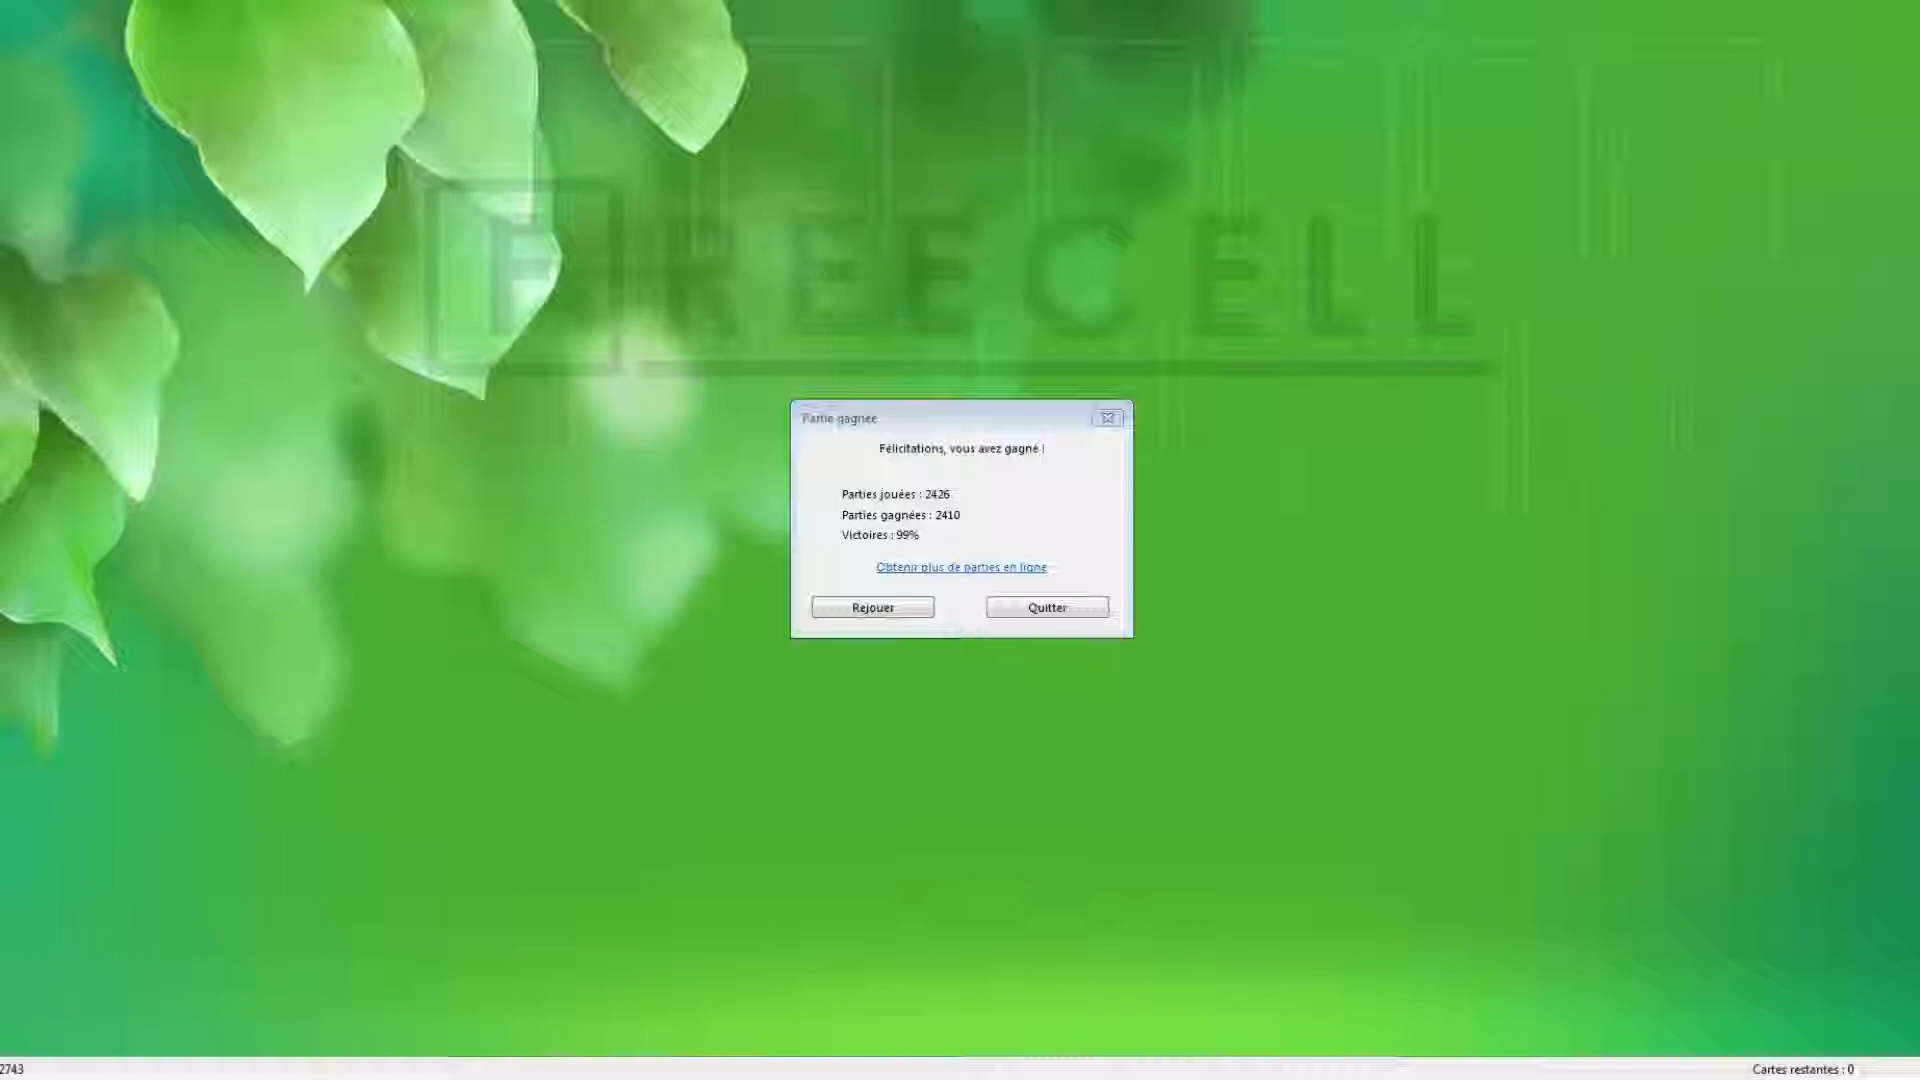 FREECELL
Partie gagnée
Félicitations, vous avez gagné !
Parties jouées : 2426
Parties gagnées : 2410
Victoires : 99%
Obtenir plus de parties en ligne
Rejouer
Quitter
2743
Cartes restantes : 0